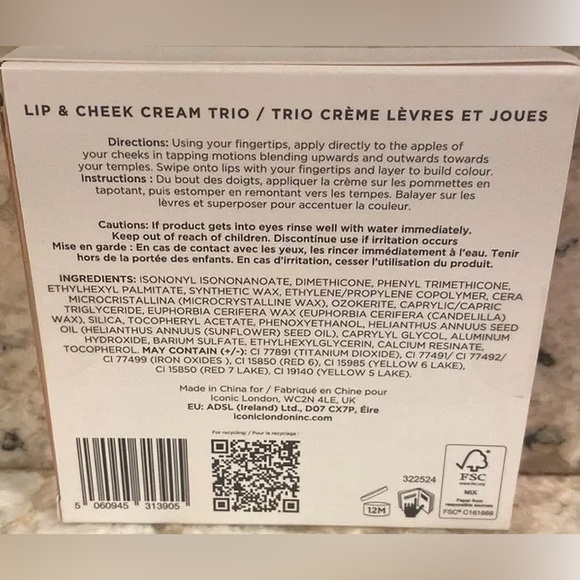 LIP & CHEEK CREAM TRIO / TRIO CRÈME LÈVRES ET JOUES
Directions: Using your fingertips, apply directly to the apples of
your cheeks in tapping motions blending upwards and outwards towards
your temples. Swipe onto lips with your fingertips and layer to build colour.
Instructions : Du bout des doigts, appliquer la crème sur les pommettes en
tapotant, puis estomper en remontant vers les tempes. Balayer sur les
lèvres et superposer pour accentuer la couleur.
Cautions: If product gets into eyes rinse well with water immediately.
Keep out of reach of children. Discontinue use if irritation occurs
Mise en garde : En cas de contact avec les yeux, les rincer immédiatement à l'eau. Tenir
hors de la portée des enfants. En cas d'irritation, cesser l'utilisation du produit.
INGREDIENTS: ISONONYL ISONONANOATE, DIMETHICONE, PHENYL TRIMETHICONE,
ETHYLHEXYL PALMITATE, SYNTHETIC WAX, ETHYLENE/PROPYLENE COPOLYMER, CERA
MICROCRISTALLINA (MICROCRYSTALLINE WAX), OZOKERITE, CAPRYLIC/CAPRIC
TRIGLYCERIDE, EUPHORBIA CERIFERA WAX (EUPHORBIA CERIFERA (CANDELILLA)
WAX), SILICA, TOCOPHERYL ACETATE, PHENOXYETHANOL, HELIANTHUS ANNUUS SEED
OIL (HELIANTHUS ANNUUS (SUNFLOWER) SEED OIL), CAPRYLYL GLYCOL, ALUMINUM
HYDROXIDE, BARIUM SULFATE, ETHYLHEXYLGLYCERIN, CALCIUM RESINATE,
TOCOPHEROL. MAY CONTAIN (+/-): CI 77891 (TITANIUM DIOXIDE), CI 77491/ CI 77492/
CI 77499 (IRON OXIDES ), CI 15850 (RED 6), CI 15985 (YELLOW 6 LAKE),
CI 15850 (RED 7 LAKE), CI 19140 (YELLOW 5 LAKE).
Made in China for / Fabriqué en Chine pour
Iconic London, WC2N 4LE, UK
EU: ADSL (Ireland) Ltd., D07 CX7P, Éire
iconiclondoninc.com
For recycling: / Pour le recyclage :
5 060945 313905
322524
12M
FSC
www.fsc.org
MIX
Paper from
responsible sources
FSC® C161666